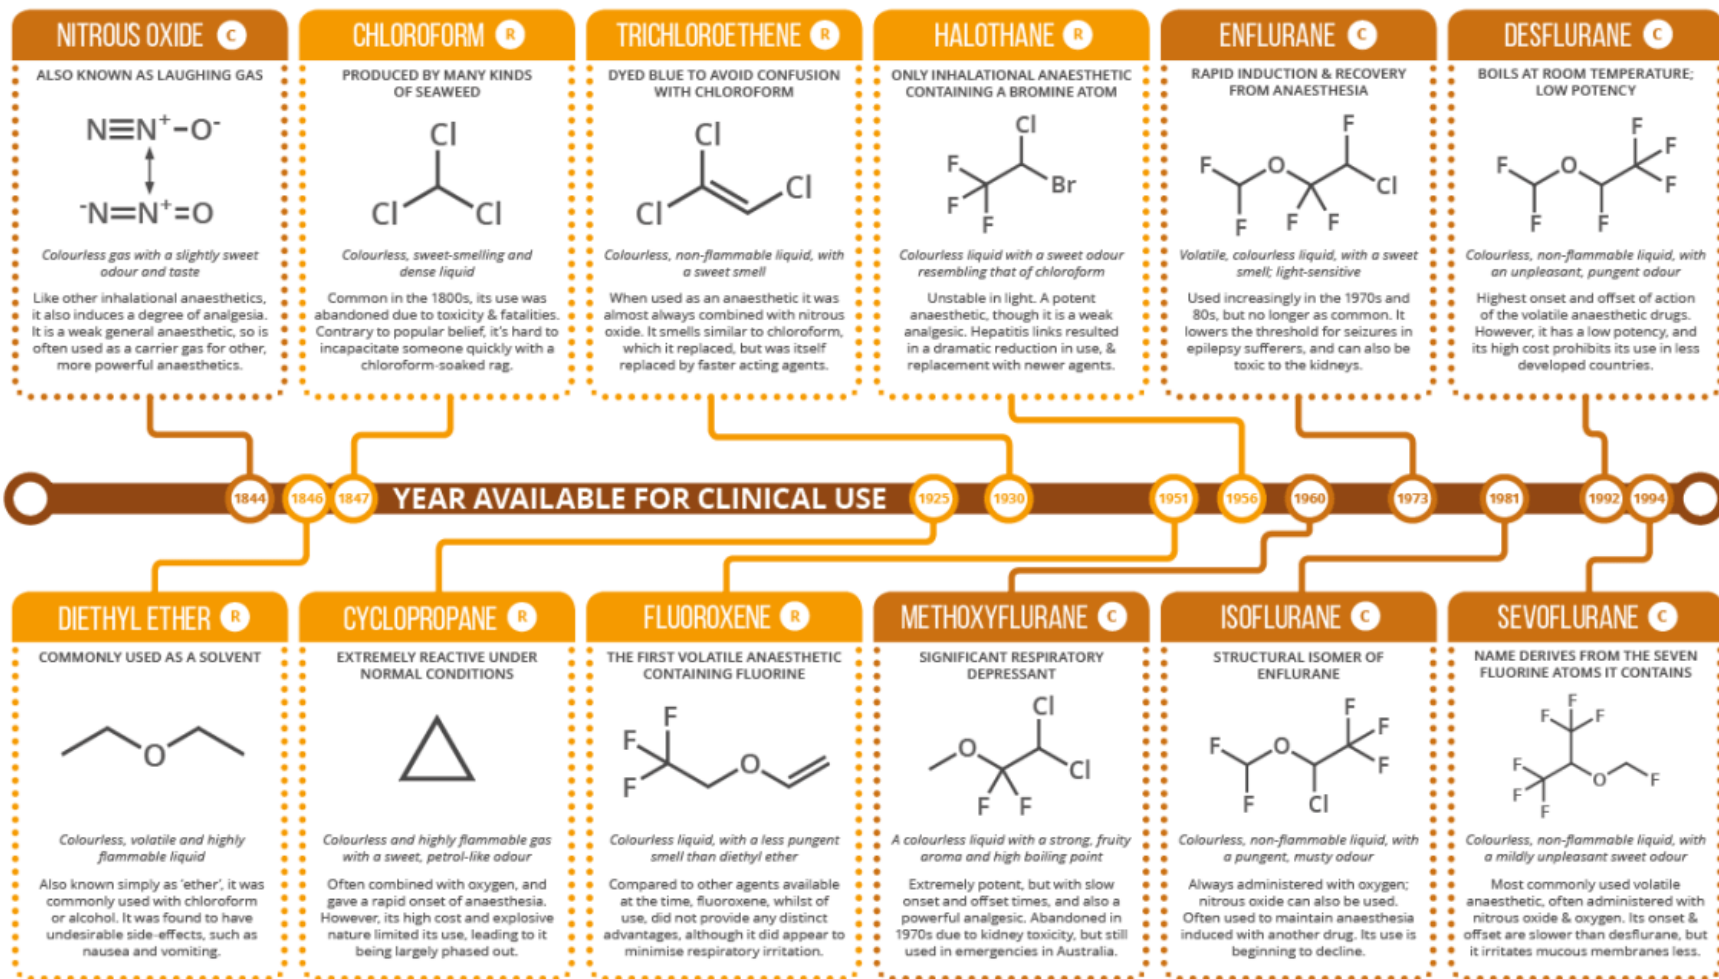 NITROUS OXIDE C
ALSO KNOWN AS LAUGHING GAS
N≡N⁺–O⁻
⁻N=N⁺=O
Colourless gas with a slightly sweet
odour and taste
Like other inhalational anaesthetics,
it also induces a degree of analgesia.
It is a weak general anaesthetic, so is
often used as a carrier gas for other,
more powerful anaesthetics.
CHLOROFORM R
PRODUCED BY MANY KINDS
OF SEAWEED
Cl
Cl Cl
Colourless, sweet-smelling and
dense liquid
Common in the 1800s, its use was
abandoned due to toxicity & fatalities.
Contrary to popular belief, it's hard to
incapacitate someone quickly with a
chloroform-soaked rag.
TRICHLOROETHENE R
DYED BLUE TO AVOID CONFUSION
WITH CHLOROFORM
Cl
Cl
Cl
Colourless, non-flammable liquid, with
a sweet smell
When used as an anaesthetic it was
almost always combined with nitrous
oxide. It smells similar to chloroform,
which it replaced, but was itself
replaced by faster acting agents.
HALOTHANE R
ONLY INHALATIONAL ANAESTHETIC
CONTAINING A BROMINE ATOM
Cl
F
Br
F
F
Colourless liquid with a sweet odour
resembling that of chloroform
Unstable in light. A potent
anaesthetic, though it is a weak
analgesic. Hepatitis links resulted
in a dramatic reduction in use, &
replacement with newer agents.
ENFLURANE C
RAPID INDUCTION & RECOVERY
FROM ANAESTHESIA
F
F O
Cl
F F F
Volatile, colourless liquid, with a sweet
smell; light-sensitive
Used increasingly in the 1970s and
80s, but no longer as common. It
lowers the threshold for seizures in
epilepsy sufferers, and can also be
toxic to the kidneys.
DESFLURANE C
BOILS AT ROOM TEMPERATURE;
LOW POTENCY
F
F
F O
F
F F
Colourless, non-flammable liquid, with
an unpleasant, pungent odour
Highest onset and offset of action
of the volatile anaesthetic drugs.
However, it has a low potency, and
its high cost prohibits its use in less
developed countries.
1844 1846 1847 YEAR AVAILABLE FOR CLINICAL USE 1925 1930 1951 1956 1960 1973 1981 1992 1994
DIETHYL ETHER R
COMMONLY USED AS A SOLVENT
O
Colourless, volatile and highly
flammable liquid
Also known simply as 'ether', it was
commonly used with chloroform
or alcohol. It was found to have
undesirable side-effects, such as
nausea and vomiting.
CYCLOPROPANE R
EXTREMELY REACTIVE UNDER
NORMAL CONDITIONS
Colourless and highly flammable gas
with a sweet, petrol-like odour
Often combined with oxygen, and
gave a rapid onset of anaesthesia.
However, its high cost and explosive
nature limited its use, leading to it
being largely phased out.
FLUOROXENE R
THE FIRST VOLATILE ANAESTHETIC
CONTAINING FLUORINE
F
F
O
F
Colourless liquid, with a less pungent
smell than diethyl ether
Compared to other agents available
at the time, fluoroxene, whilst of
use, did not provide any distinct
advantages, although it did appear to
minimise respiratory irritation.
METHOXYFLURANE C
SIGNIFICANT RESPIRATORY
DEPRESSANT
Cl
O
Cl
F F
A colourless liquid with a strong, fruity
aroma and high boiling point
Extremely potent, but with slow
onset and offset times, and also a
powerful analgesic. Abandoned in
1970s due to kidney toxicity, but still
used in emergencies in Australia.
ISOFLURANE C
STRUCTURAL ISOMER OF
ENFLURANE
F
F
F O
F
F Cl
Colourless, non-flammable liquid, with
a pungent, musty odour
Always administered with oxygen;
nitrous oxide can also be used.
Often used to maintain anaesthesia
induced with another drug. Its use is
beginning to decline.
SEVOFLURANE C
NAME DERIVES FROM THE SEVEN
FLUORINE ATOMS IT CONTAINS
F
F F
F
O F
F
F
Colourless, non-flammable liquid, with
a mildly unpleasant sweet odour
Most commonly used volatile
anaesthetic, often administered with
nitrous oxide & oxygen. Its onset &
offset are slower than desflurane, but
it irritates mucous membranes less.